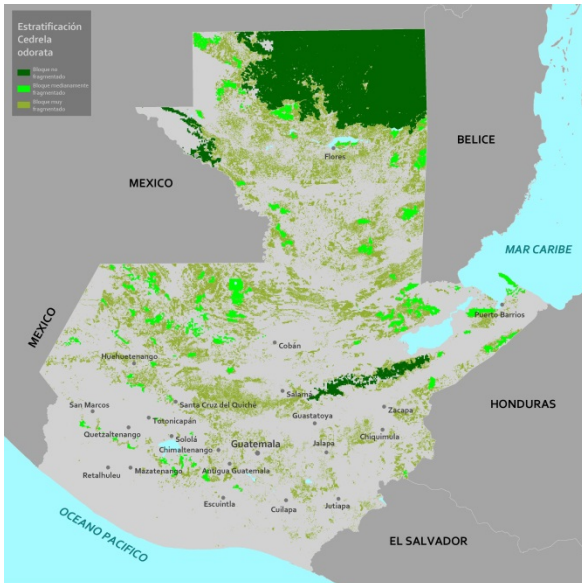 Estratificación
Cedrela
odorata
Bloque no
fragmentado
Bloque medianamente
fragmentado
Bloque muy
fragmentado
BELICE
Flores
MEXICO
MAR CARIBE
Puerto Barrios
MEXICO
Cobán
Huehuetenango
Salamá
HONDURAS
San Marcos
Santa Cruz del Quiché
Zacapa
Totonicapán
Guastatoya
Quetzaltenango
Sololá
Chiquimula
Guatemala
Chimaltenango
Jalapa
Retalhuleu
Mazatenango
Antigua Guatemala
Escuintla
Cuilapa
Jutiapa
OCEANO PACIFICO
EL SALVADOR